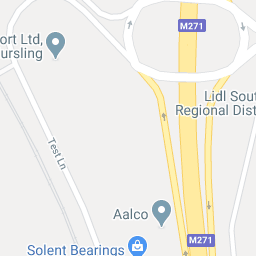 M271
ort Ltd,
ursling
Lidl Sout
Regional Dist
Test Ln
Aalco
M271
Solent Bearings